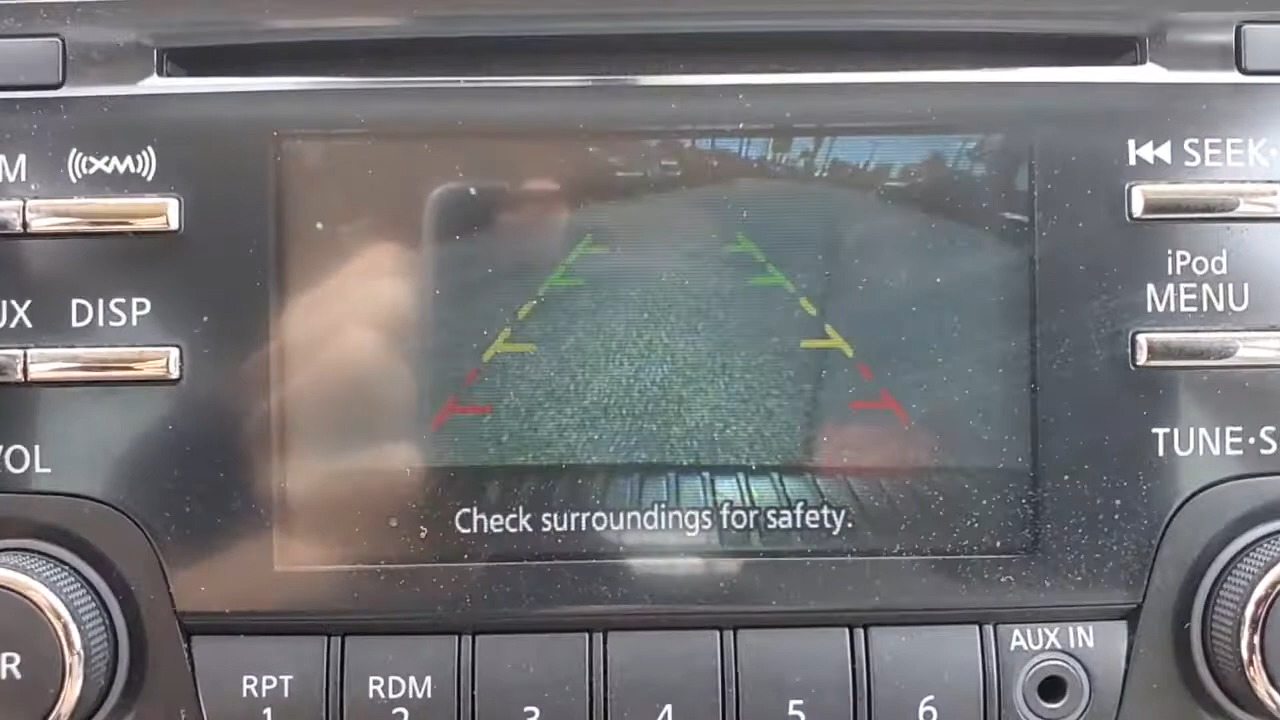 M (((XM)))
SEEK·
iPod
MENU
UX DISP
VOL
TUNE·S
Check surroundings for safety.
R
RPT
1
RDM
2
3
4
5
6
AUX IN